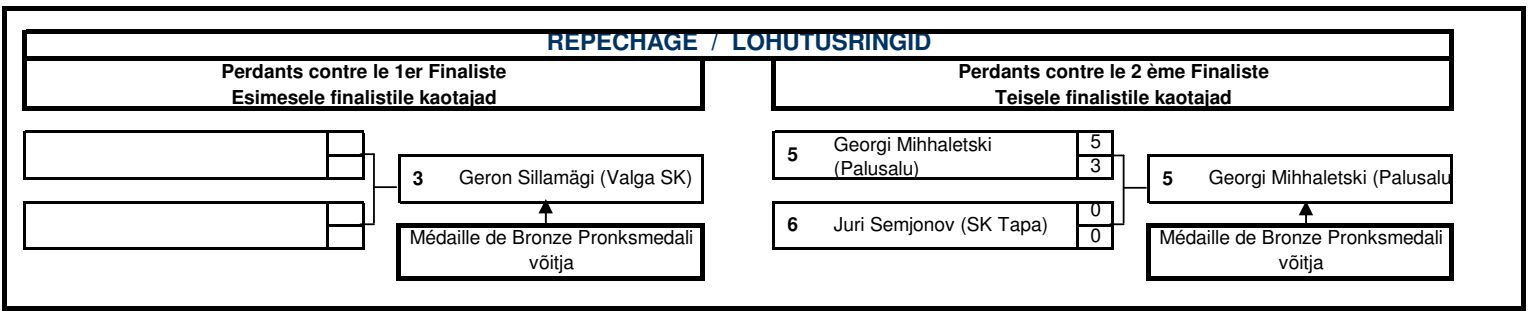 REPECHAGE / LOHUTUSRINGID
Perdants contre le 1er Finaliste
Esimesele finalistile kaotajad
Perdants contre le 2 ème Finaliste
Teisele finalistile kaotajad
3 Geron Sillamägi (Valga SK)
Médaille de Bronze Pronksmedali
võitja
5 Georgi Mihhaletski
(Palusalu)
5
3
6 Juri Semjonov (SK Tapa)
0
0
5 Georgi Mihhaletski (Palusalu
Médaille de Bronze Pronksmedali
võitja